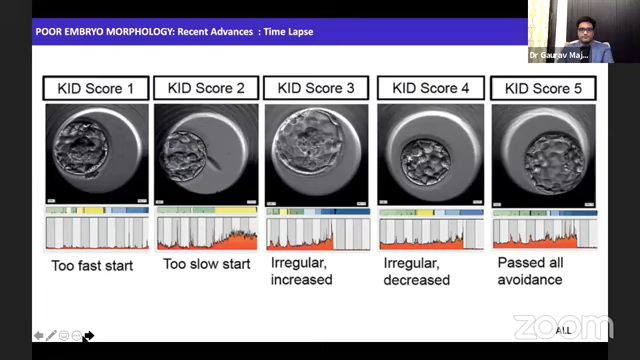 POOR EMBRYO MORPHOLOGY: Recent Advances : Time Lapse
Dr Gaurav Maj...
KID Score 1
KID Score 2
KID Score 3
KID Score 4
KID Score 5
Too fast start
Too slow start
Irregular,
increased
Irregular,
decreased
Passed all
avoidance
ALL
zoom